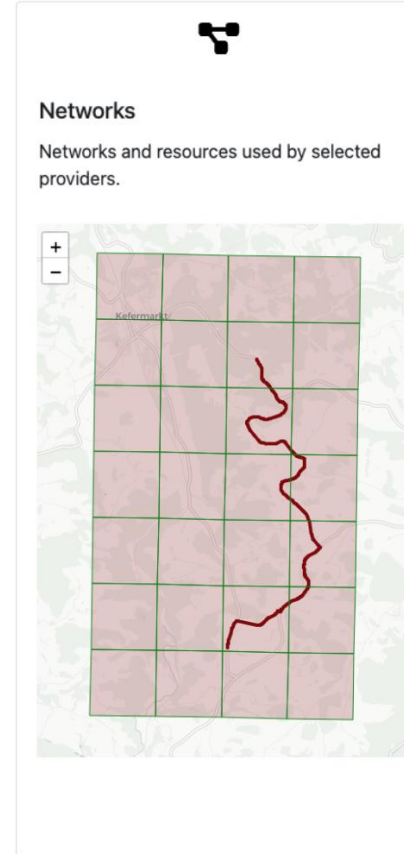 Networks
Networks and resources used by selected
providers.
+
−
Kefermarkt